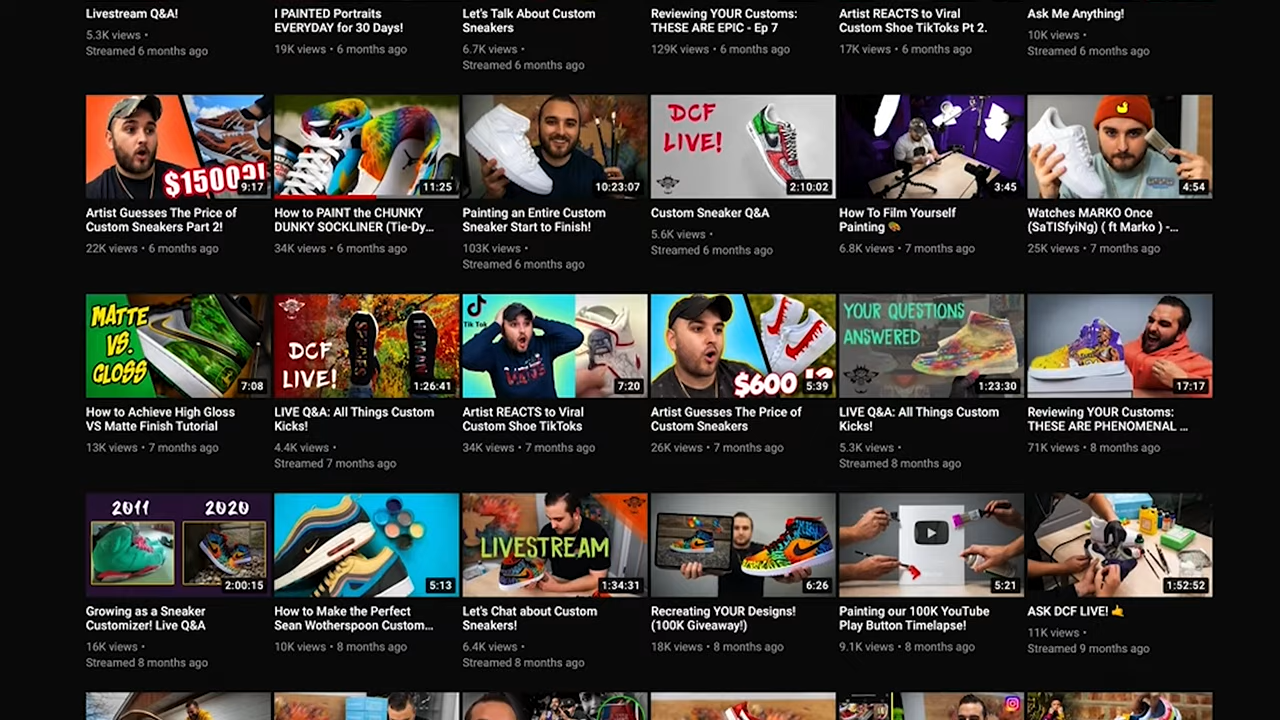 Livestream Q&A!
5.3K views •
Streamed 6 months ago
I PAINTED Portraits
EVERYDAY for 30 Days!
19K views • 6 months ago
Let's Talk About Custom
Sneakers
6.7K views •
Streamed 6 months ago
Reviewing YOUR Customs:
THESE ARE EPIC - Ep 7
129K views • 6 months ago
Artist REACTS to Viral
Custom Shoe TikToks Pt 2.
17K views • 6 months ago
Ask Me Anything!
10K views •
Streamed 6 months ago
9:17
Artist Guesses The Price of
Custom Sneakers Part 2!
22K views • 6 months ago
11:25
How to PAINT the CHUNKY
DUNKY SOCKLINER (Tie-Dy...
34K views • 6 months ago
10:23:07
Painting an Entire Custom
Sneaker Start to Finish!
103K views •
Streamed 6 months ago
DCF
LIVE!
2:10:02
Custom Sneaker Q&A
5.6K views •
Streamed 6 months ago
3:45
How To Film Yourself
Painting 🎨
6.8K views • 7 months ago
4:54
Watches MARKO Once
(SaTISfyiNg) ( ft Marko ) -...
25K views • 7 months ago
MATTE
VS.
GLOSS
7:08
How to Achieve High Gloss
VS Matte Finish Tutorial
13K views • 7 months ago
DCF
LIVE!
SPECIES
HUMAN
1:26:41
LIVE Q&A: All Things Custom
Kicks!
4.4K views •
Streamed 7 months ago
Tik Tok
7:20
Artist REACTS to Viral
Custom Shoe TikToks
34K views • 7 months ago
$600
5:39
Artist Guesses The Price of
Custom Sneakers
26K views • 7 months ago
YOUR QUESTIONS
ANSWERED
1:23:30
LIVE Q&A: All Things Custom
Kicks!
5.3K views •
Streamed 8 months ago
17:17
Reviewing YOUR Customs:
THESE ARE PHENOMENAL ...
71K views • 8 months ago
2011 2020
2:00:15
Growing as a Sneaker
Customizer! Live Q&A
16K views •
Streamed 8 months ago
5:13
How to Make the Perfect
Sean Wotherspoon Custom...
10K views • 8 months ago
LIVESTREAM
1:34:31
Let's Chat about Custom
Sneakers!
6.4K views •
Streamed 8 months ago
6:26
Recreating YOUR Designs!
(100K Giveaway!)
18K views • 8 months ago
5:21
Painting our 100K YouTube
Play Button Timelapse!
9.1K views • 8 months ago
1:52:52
ASK DCF LIVE! 🤙
11K views •
Streamed 9 months ago